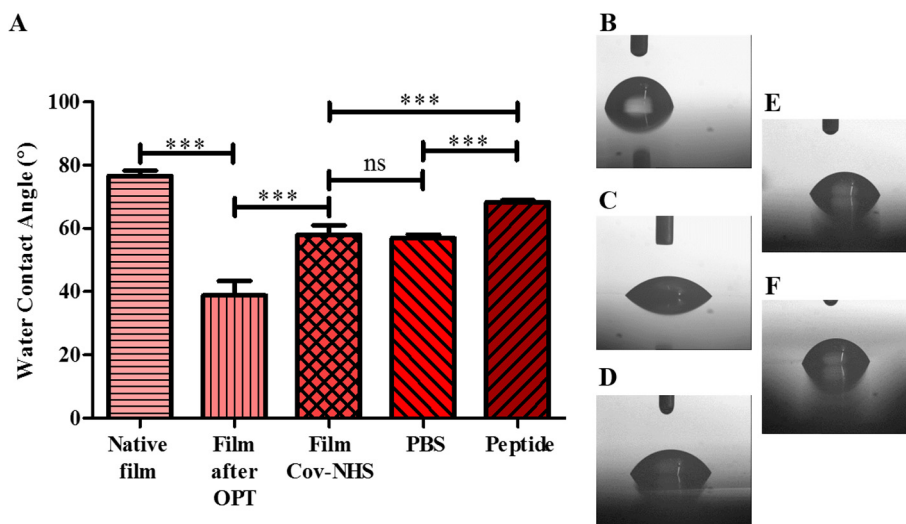 A
Water Contact Angle (°)
100
80
60
40
20
0
***
***
***
ns
***
Native
film
Film
after
OPT
Film
Cov-NHS
PBS
Peptide
B
C
D
E
F